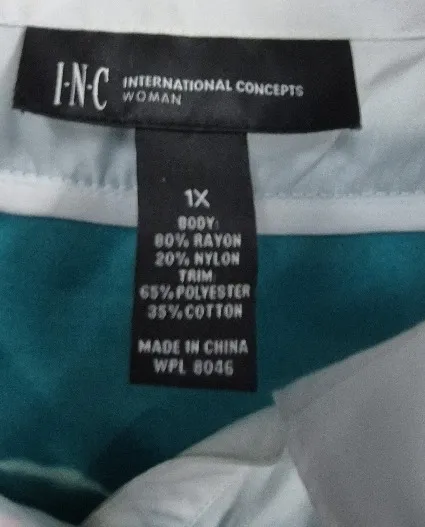 I·N·C INTERNATIONAL CONCEPTS
WOMAN
1X
BODY:
80% RAYON
20% NYLON
TRIM
65% POLYESTER
35% COTTON
MADE IN CHINA
WPL 8046